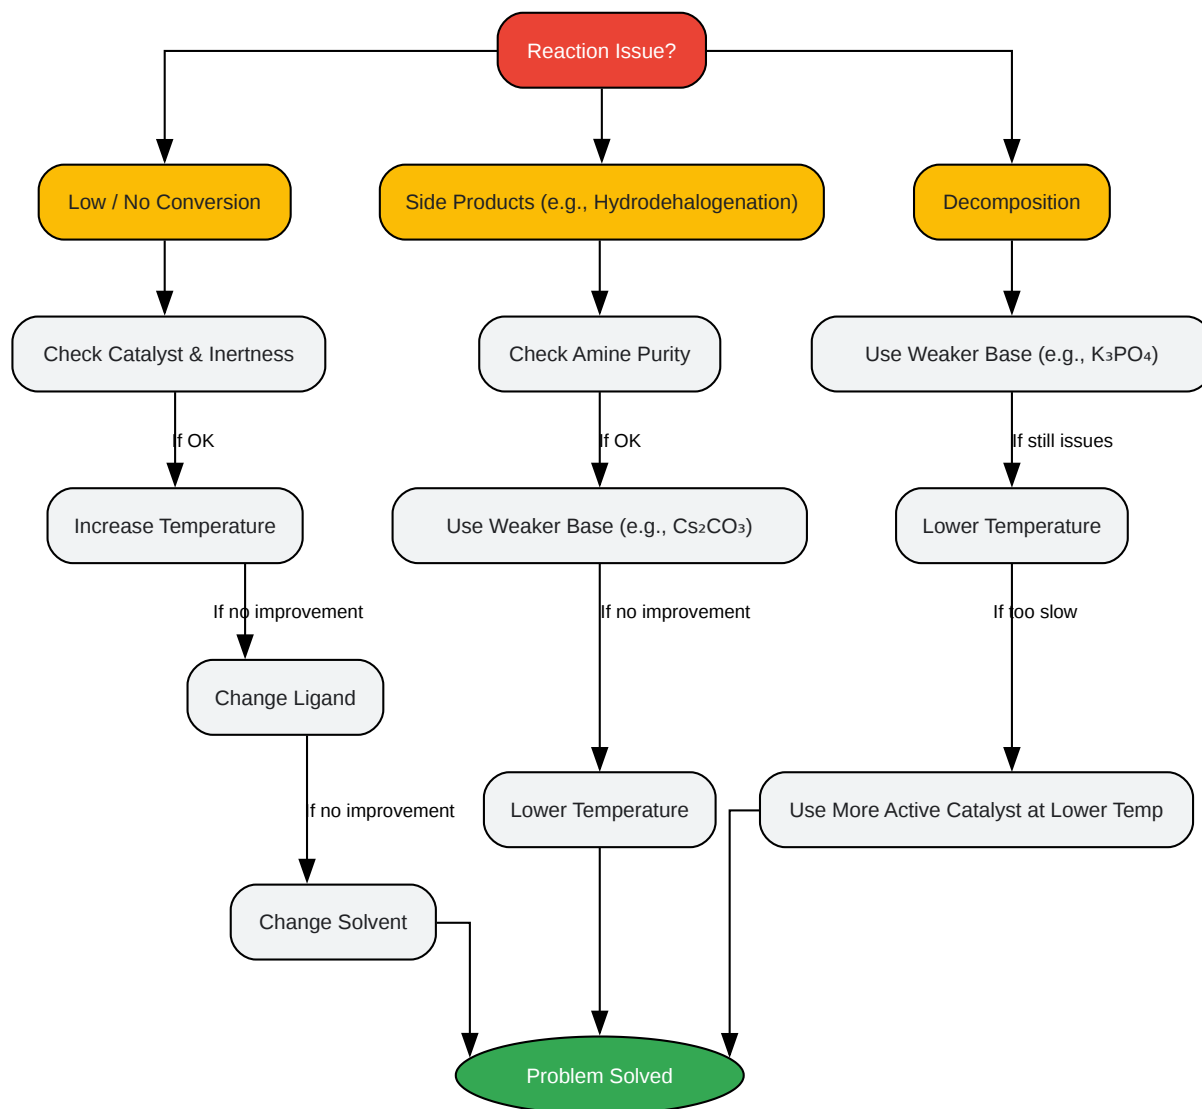 Reaction Issue?
Low / No Conversion
Side Products (e.g., Hydrodehalogenation)
Decomposition
Check Catalyst & Inertness
Check Amine Purity
Use Weaker Base (e.g., K₃PO₄)
If OK
If OK
If still issues
Increase Temperature
Use Weaker Base (e.g., Cs₂CO₃)
Lower Temperature
If no improvement
If no improvement
If too slow
Change Ligand
If no improvement
Lower Temperature
Use More Active Catalyst at Lower Temp
Change Solvent
Problem Solved